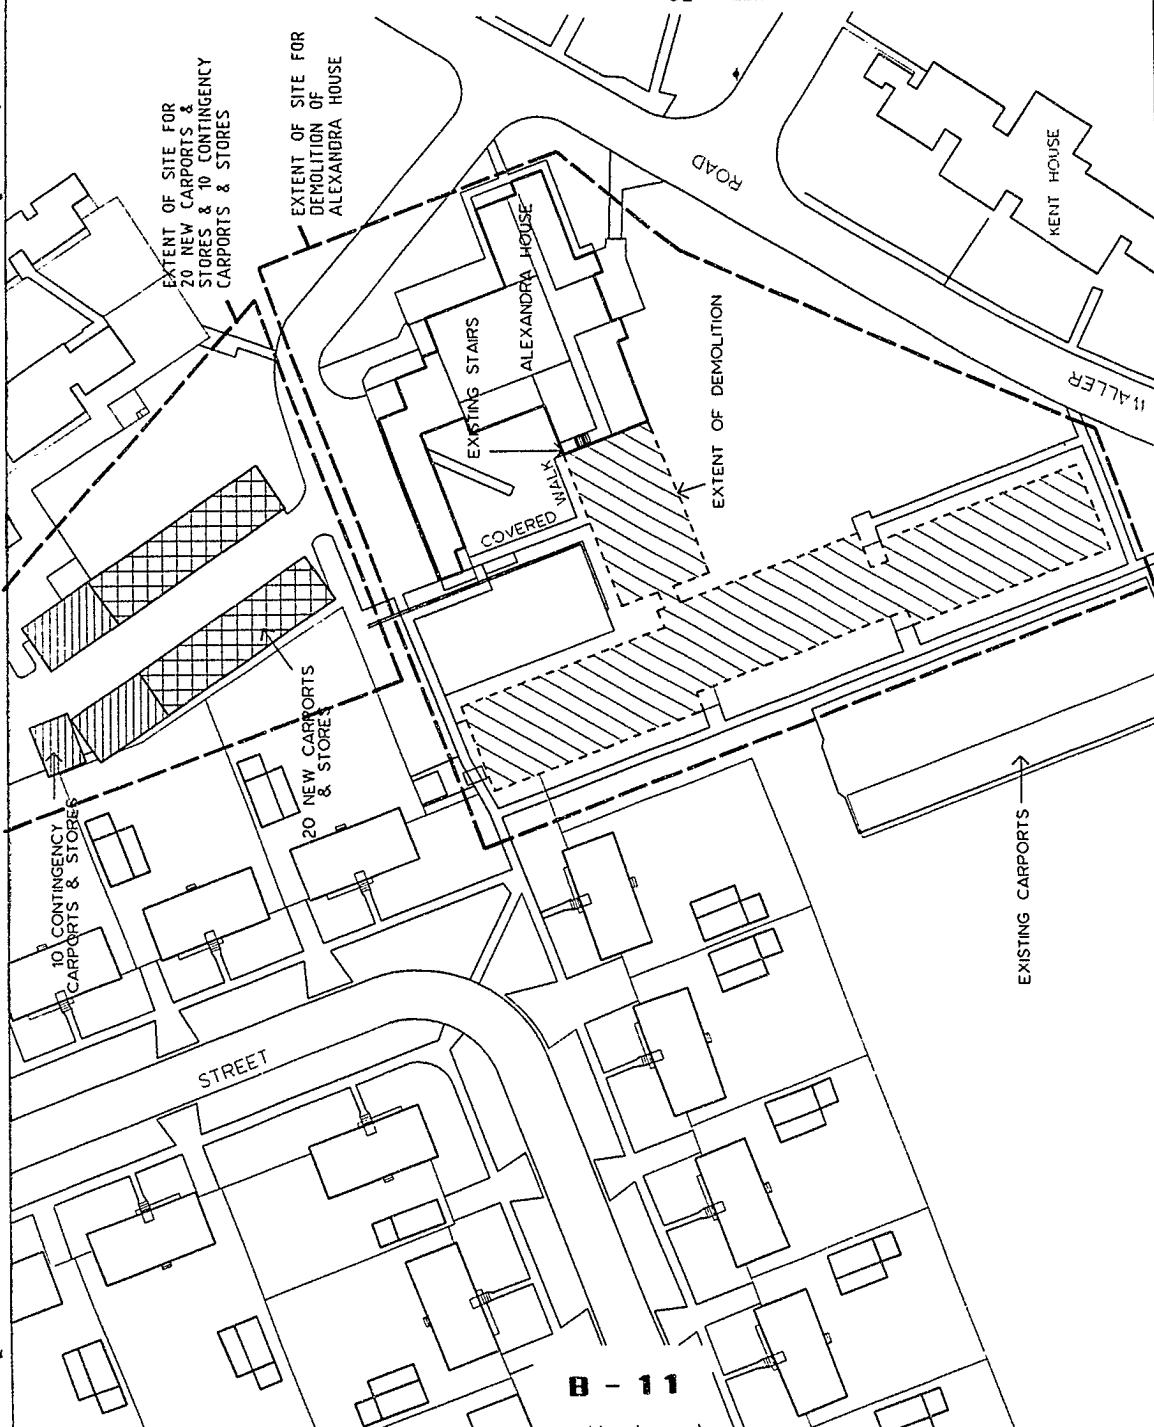 EXTENT OF SITE FOR
20 NEW CARPORTS &
STORES & 10 CONTINGENCY
CARPORTS & STORES
EXTENT OF SITE FOR
DEMOLITION OF
ALEXANDRA HOUSE
ROAD
KENT HOUSE
ALEXANDRA HOUSE
EXISTING STAIRS
EXTENT OF DEMOLITION
WALLER
COVERED
WALK
20 NEW CARPORTS
& STORES
10 CONTINGENCY
CARPORTS & STORES
EXISTING CARPORTS
STREET
B - 11